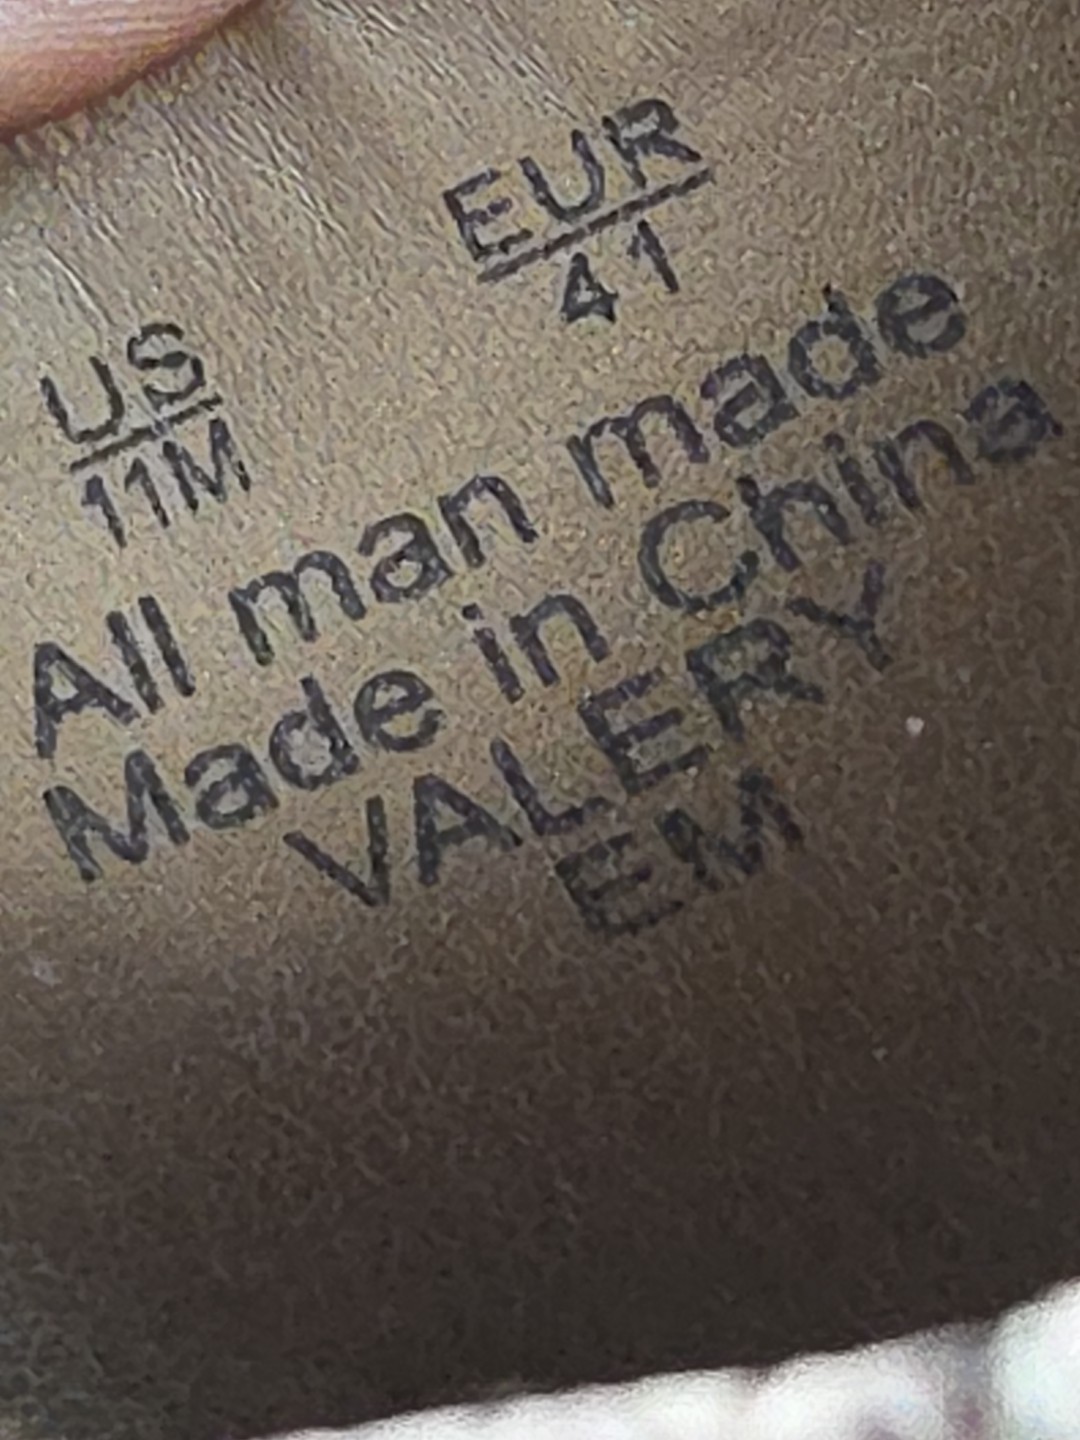 US EUR
11M 41
All man made
Made in China
VALERY
EM